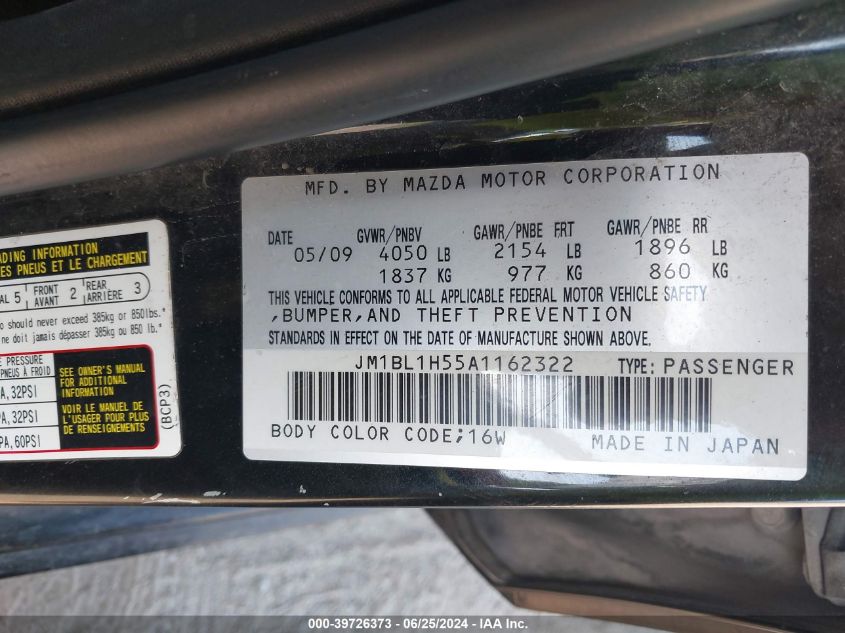 MFD. BY MAZDA MOTOR CORPORATION
DATE GVWR/PNBV GAWR/PNBE FRT GAWR/PNBE RR
05/09 4050 LB 2154 LB 1896 LB
1837 KG 977 KG 860 KG
THIS VEHICLE CONFORMS TO ALL APPLICABLE FEDERAL MOTOR VEHICLE SAFETY
,BUMPER,AND THEFT PREVENTION
STANDARDS IN EFFECT ON THE DATE OF MANUFACTURE SHOWN ABOVE.
JM1BL1H55A1162322 TYPE: PASSENGER
BODY COLOR CODE;16W MADE IN JAPAN
ADING INFORMATION
ES PNEUS ET LE CHARGEMENT
AL 5 FRONT AVANT 2 REAR ARRIÈRE 3
should never exceed 385kg or 850lbs.
ne doit jamais dépasser 385kg ou 850 lb.
PRESSURE
PNEUS À FROID
A, 32PSI
A, 32PSI
PA, 60PSI
SEE OWNER'S MANUAL
FOR ADDITIONAL
INFORMATION
VOIR LE MANUEL DE
L'USAGER POUR PLUS
DE RENSEIGNEMENTS
(BCP3)
000-39726373 - 06/25/2024 - IAA, Inc.